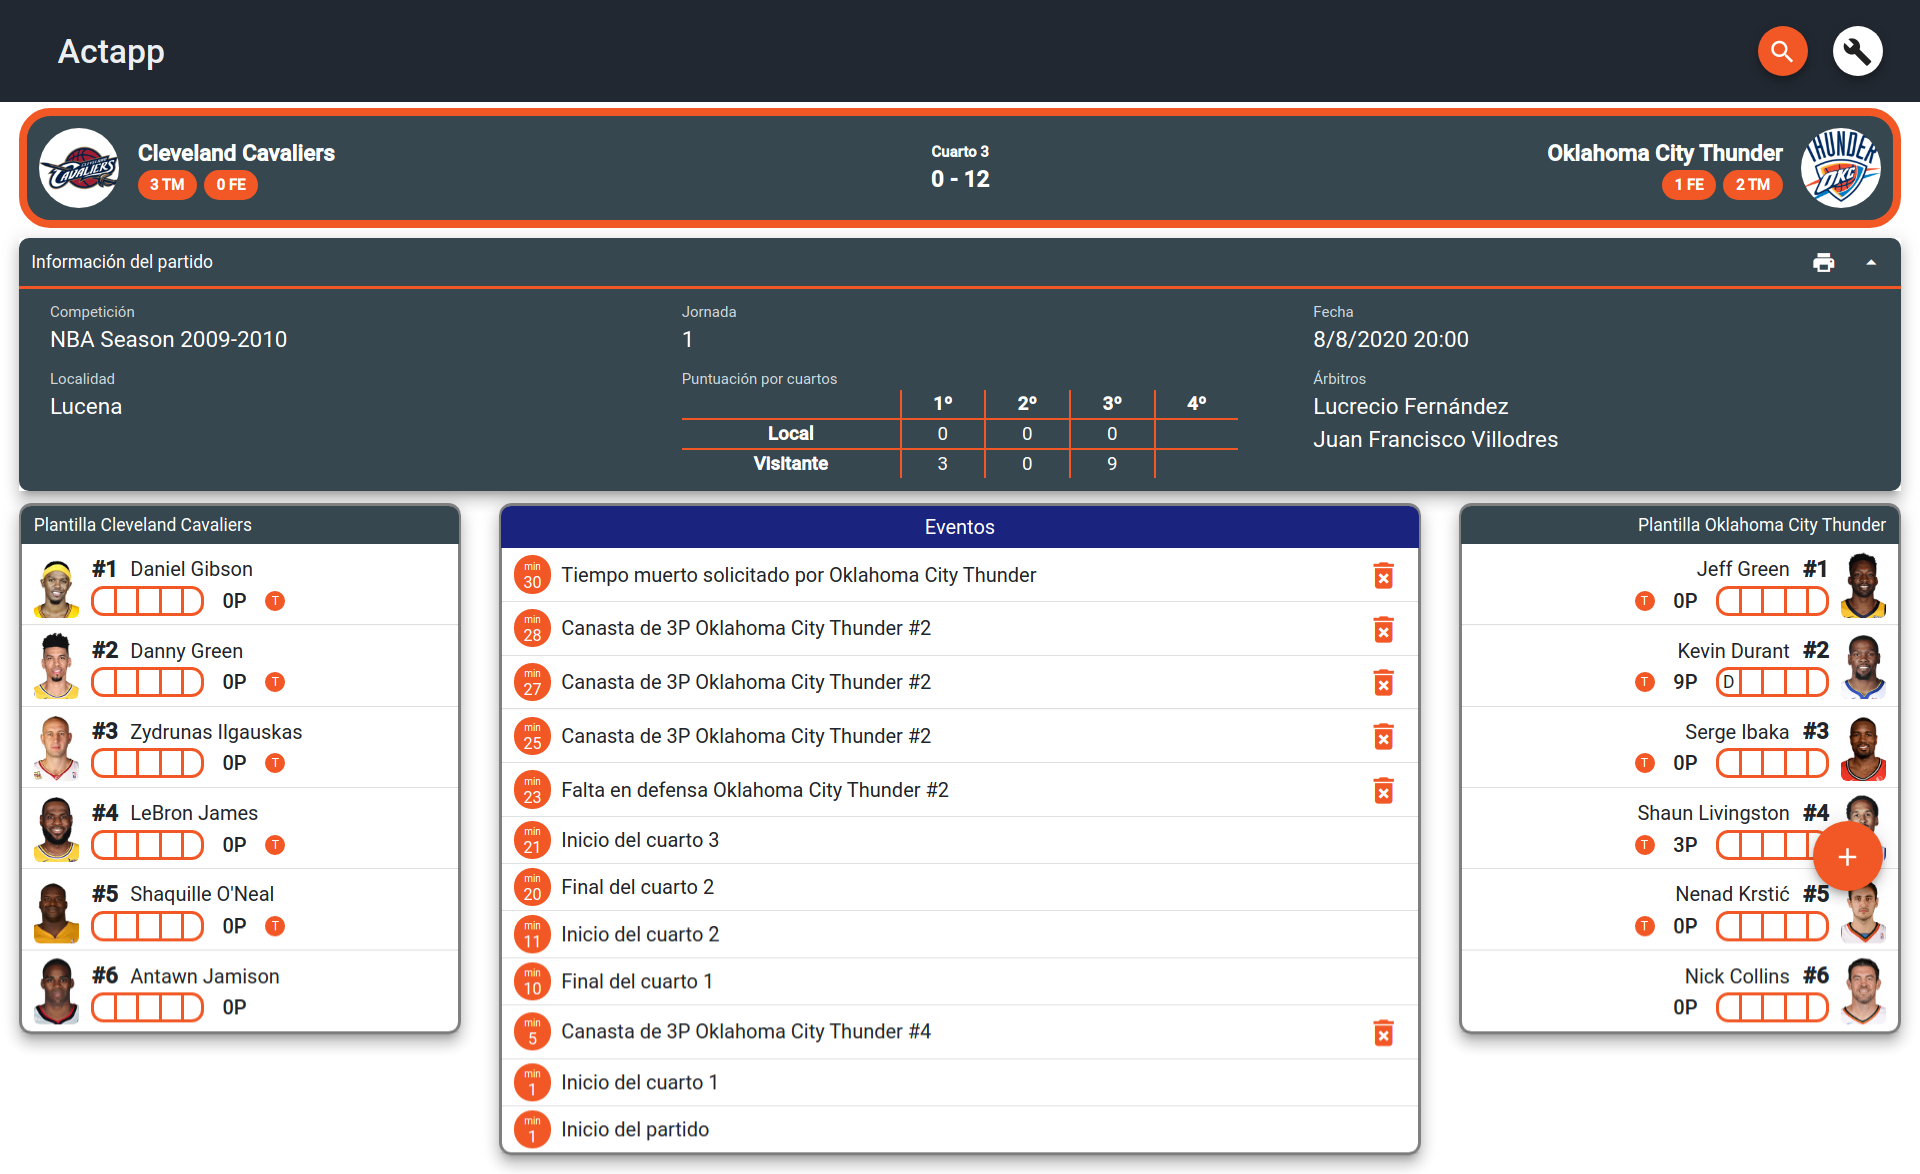 Actapp
Cleveland Cavaliers
3 TM 0 FE
Cuarto 3
0 - 12
Oklahoma City Thunder
1 FE 2 TM
CAVALIERS
THUNDER
OKC
Información del partido
Competición
NBA Season 2009-2010
Jornada
1
Fecha
8/8/2020 20:00
Localidad
Lucena
Puntuación por cuartos
1º 2º 3º 4º
Local 0 0 0
Visitante 3 0 9
Árbitros
Lucrecio Fernández
Juan Francisco Villodres
Plantilla Cleveland Cavaliers
#1 Daniel Gibson
0P T
#2 Danny Green
0P T
#3 Zydrunas Ilgauskas
0P T
#4 LeBron James
0P T
#5 Shaquille O'Neal
0P T
#6 Antawn Jamison
0P
Eventos
min 30 Tiempo muerto solicitado por Oklahoma City Thunder
min 28 Canasta de 3P Oklahoma City Thunder #2
min 27 Canasta de 3P Oklahoma City Thunder #2
min 25 Canasta de 3P Oklahoma City Thunder #2
min 23 Falta en defensa Oklahoma City Thunder #2
min 21 Inicio del cuarto 3
min 20 Final del cuarto 2
min 11 Inicio del cuarto 2
min 10 Final del cuarto 1
min 5 Canasta de 3P Oklahoma City Thunder #4
min 1 Inicio del cuarto 1
min 1 Inicio del partido
Plantilla Oklahoma City Thunder
Jeff Green #1
T 0P
Kevin Durant #2
T 9P D
Serge Ibaka #3
T 0P
Shaun Livingston #4
T 3P
Nenad Krstić #5
T 0P
Nick Collins #6
0P